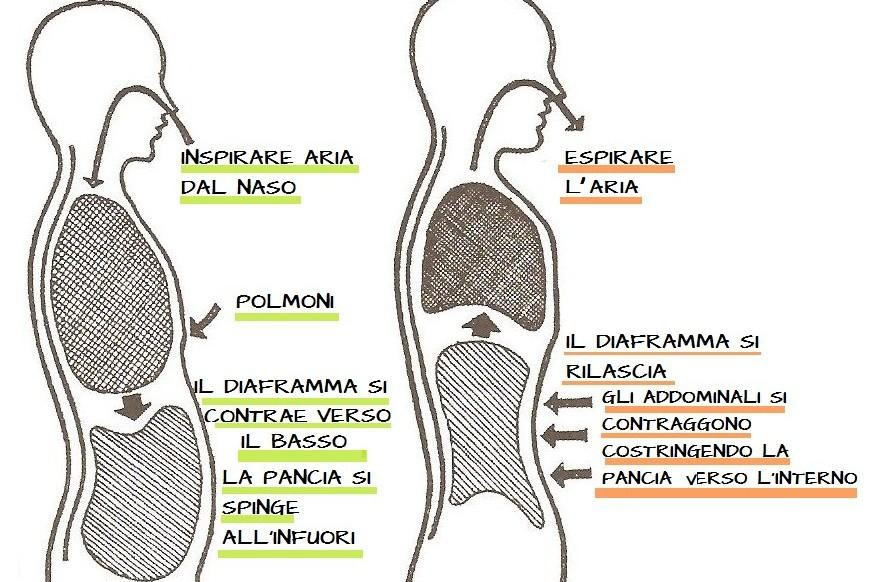 INSPIRARE ARIA
DAL NASO
POLMONI
IL DIAFRAMMA SI
CONTRAE VERSO
IL BASSO
LA PANCIA SI
SPINGE
ALL'INFUORI
ESPIRARE
L'ARIA
IL DIAFRAMMA SI
RILASCIA
GLI ADDOMINALI SI
CONTRAGGONO
COSTRINGENDO LA
PANCIA VERSO L'INTERNO